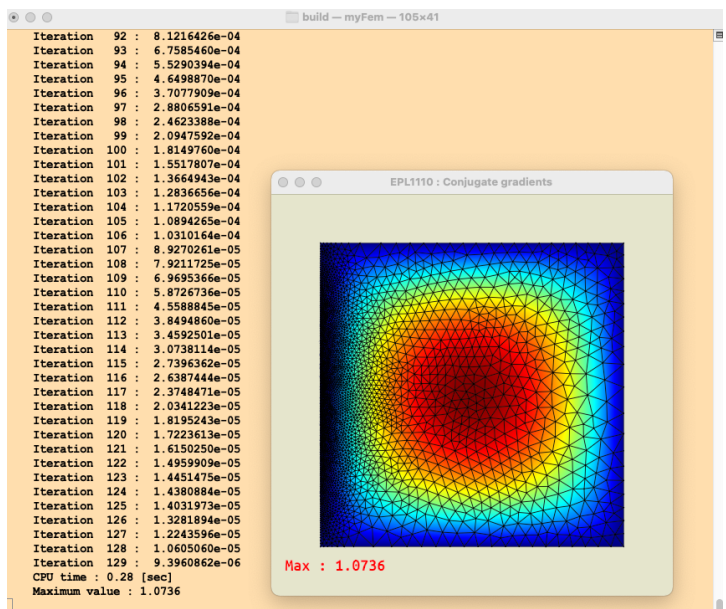 build — myFem — 105×41
Iteration 92 : 8.1216426e-04
Iteration 93 : 6.7585460e-04
Iteration 94 : 5.5290394e-04
Iteration 95 : 4.6498870e-04
Iteration 96 : 3.7077909e-04
Iteration 97 : 2.8806591e-04
Iteration 98 : 2.4623388e-04
Iteration 99 : 2.0947592e-04
Iteration 100 : 1.8149760e-04
Iteration 101 : 1.5517807e-04
Iteration 102 : 1.3664943e-04
Iteration 103 : 1.2836656e-04
Iteration 104 : 1.1720559e-04
Iteration 105 : 1.0894265e-04
Iteration 106 : 1.0310164e-04
Iteration 107 : 8.9270261e-05
Iteration 108 : 7.9211725e-05
Iteration 109 : 6.9695366e-05
Iteration 110 : 5.8726736e-05
Iteration 111 : 4.5588845e-05
Iteration 112 : 3.8494860e-05
Iteration 113 : 3.4592501e-05
Iteration 114 : 3.0738114e-05
Iteration 115 : 2.7396362e-05
Iteration 116 : 2.6387444e-05
Iteration 117 : 2.3748471e-05
Iteration 118 : 2.0341223e-05
Iteration 119 : 1.8195243e-05
Iteration 120 : 1.7223613e-05
Iteration 121 : 1.6150250e-05
Iteration 122 : 1.4959909e-05
Iteration 123 : 1.4451475e-05
Iteration 124 : 1.4380884e-05
Iteration 125 : 1.4031973e-05
Iteration 126 : 1.3281894e-05
Iteration 127 : 1.2243596e-05
Iteration 128 : 1.0605060e-05
Iteration 129 : 9.3960862e-06
CPU time : 0.28 [sec]
Maximum value : 1.0736
EPL1110 : Conjugate gradients
Max : 1.0736